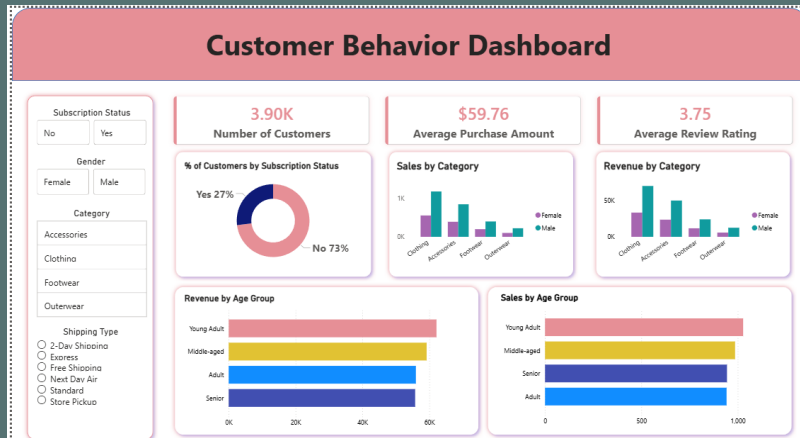 Customer Behavior Dashboard
Subscription Status
No
Yes
Gender
Female
Male
Category
Accessories
Clothing
Footwear
Outerwear
Shipping Type
2-Day Shipping
Express
Free Shipping
Next Day Air
Standard
Store Pickup
3.90K
Number of Customers
$59.76
Average Purchase Amount
3.75
Average Review Rating
% of Customers by Subscription Status
Yes 27%
No 73%
Sales by Category
1K
0K
Clothing
Accessories
Footwear
Outerwear
Female
Male
Revenue by Category
50K
0K
Clothing
Accessories
Footwear
Outerwear
Female
Male
Revenue by Age Group
Young Adult
Middle-aged
Adult
Senior
0K 20K 40K 60K
Sales by Age Group
Young Adult
Middle-aged
Senior
Adult
0 500 1,000